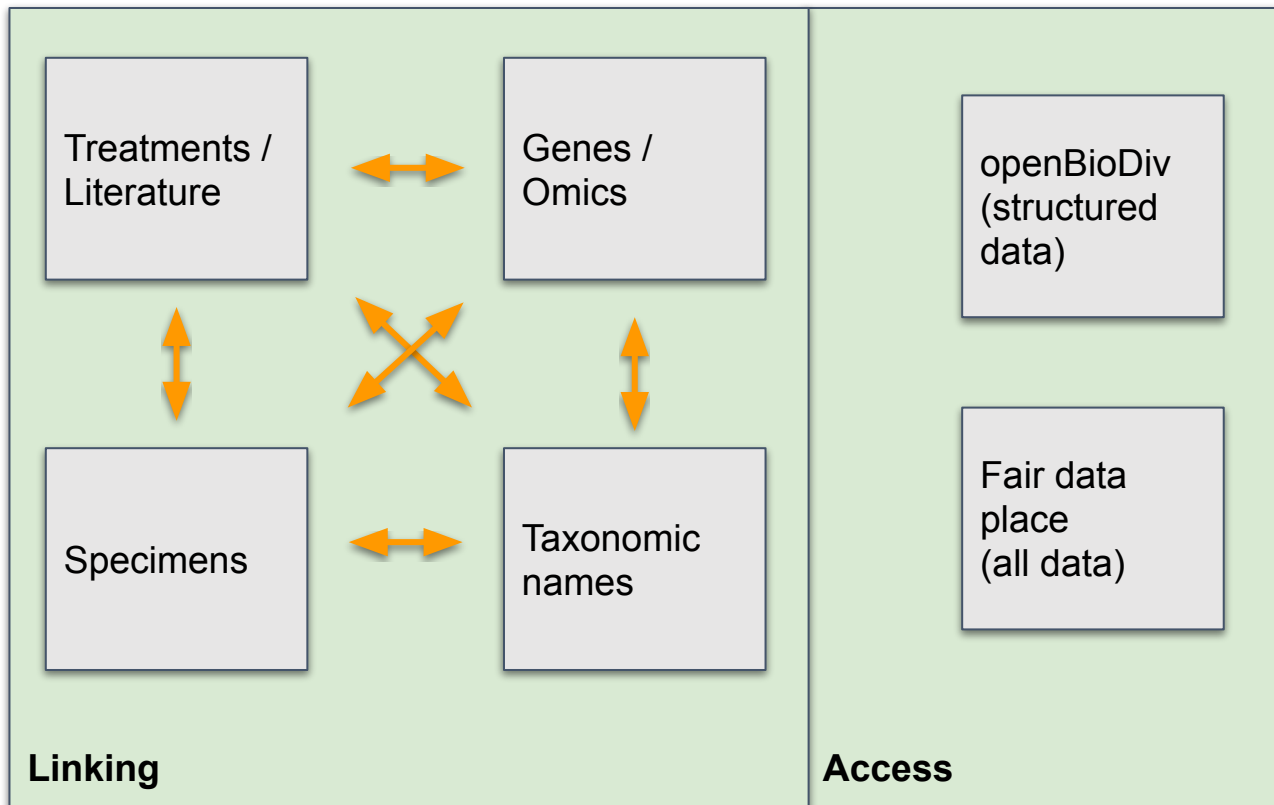 Treatments /
Literature
Genes /
Omics
openBioDiv
(structured
data)
Specimens
Taxonomic
names
Fair data
place
(all data)
Linking
Access